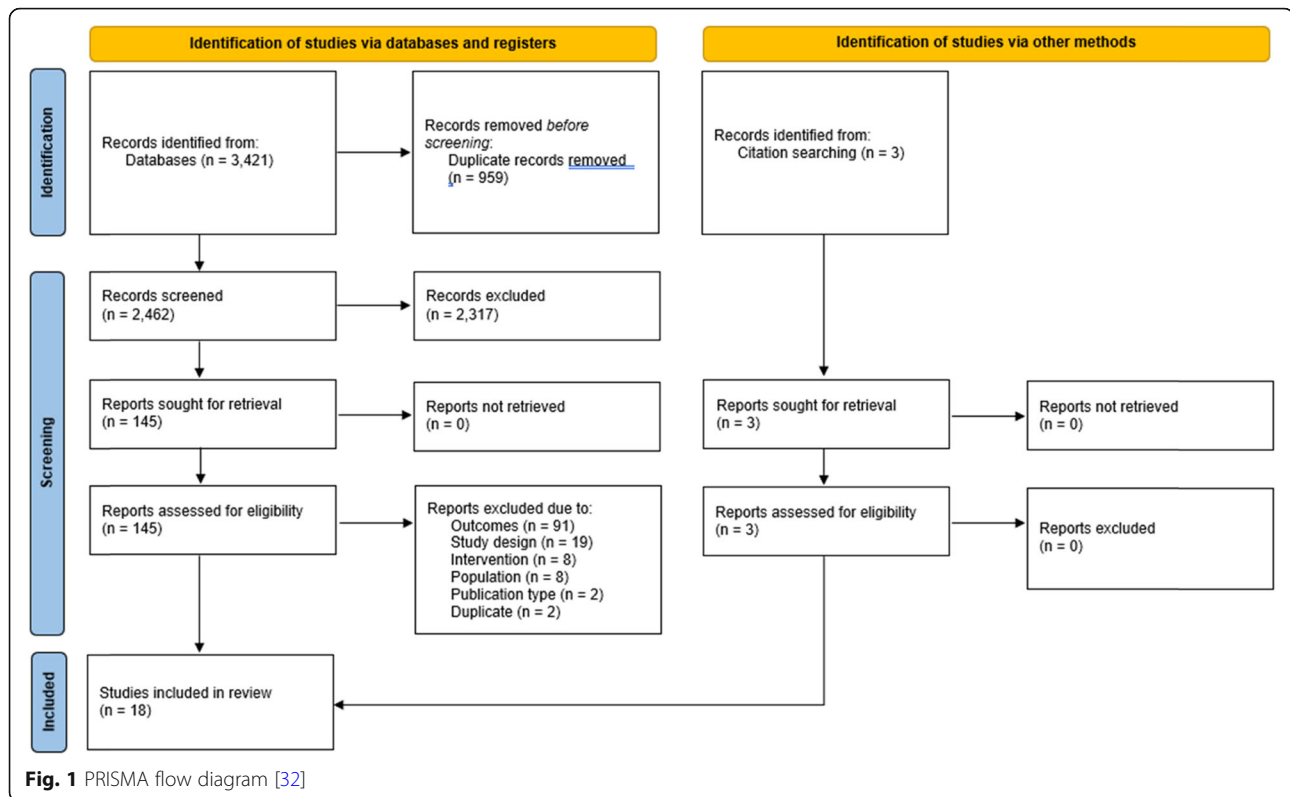 Identification of studies via databases and registers
Identification of studies via other methods
Identification
Records identified from:
Databases (n = 3,421)
Records removed before
screening:
Duplicate records removed
(n = 959)
Records identified from:
Citation searching (n = 3)
Screening
Records screened
(n = 2,462)
Records excluded
(n = 2,317)
Reports sought for retrieval
(n = 145)
Reports not retrieved
(n = 0)
Reports sought for retrieval
(n = 3)
Reports not retrieved
(n = 0)
Reports assessed for eligibility
(n = 145)
Reports excluded due to:
Outcomes (n = 91)
Study design (n = 19)
Intervention (n = 8)
Population (n = 8)
Publication type (n = 2)
Duplicate (n = 2)
Reports assessed for eligibility
(n = 3)
Reports excluded
(n = 0)
Included
Studies included in review
(n = 18)
Fig. 1 PRISMA flow diagram [32]